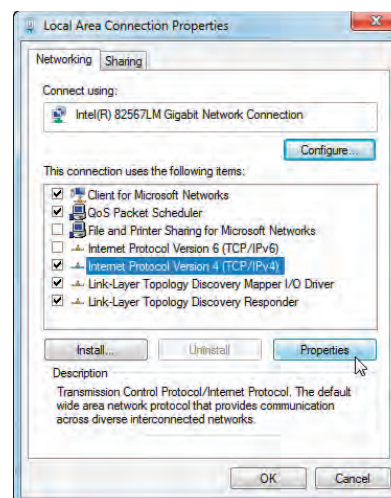 Local Area Connection Properties
Networking Sharing
Connect using:
Intel(R) 82567LM Gigabit Network Connection
Configure...
This connection uses the following items:
Client for Microsoft Networks
QoS Packet Scheduler
File and Printer Sharing for Microsoft Networks
Internet Protocol Version 6 (TCP/IPv6)
Internet Protocol Version 4 (TCP/IPv4)
Link-Layer Topology Discovery Mapper I/O Driver
Link-Layer Topology Discovery Responder
Install... Uninstall Properties
Description
Transmission Control Protocol/Internet Protocol. The default
wide area network protocol that provides communication
across diverse interconnected networks.
OK Cancel